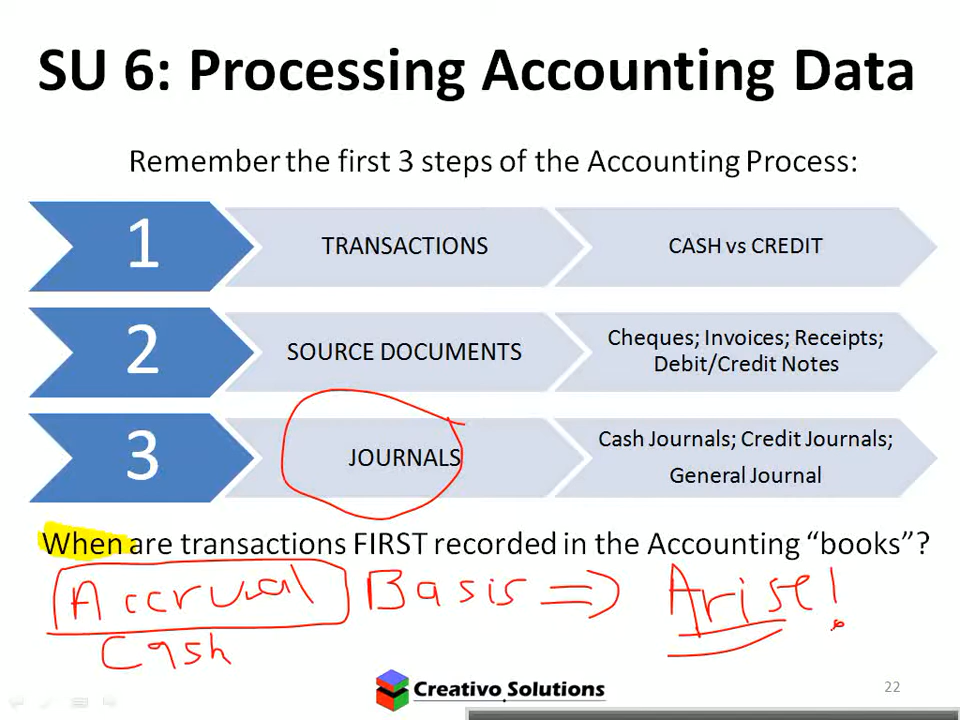 SU 6: Processing Accounting Data
Remember the first 3 steps of the Accounting Process:
1 TRANSACTIONS CASH vs CREDIT
2 SOURCE DOCUMENTS Cheques; Invoices; Receipts;
Debit/Credit Notes
3 JOURNALS Cash Journals; Credit Journals;
General Journal
When are transactions FIRST recorded in the Accounting “books”?
Accrual Basis ⇒ Arise!
Cash
Creativo Solutions
22